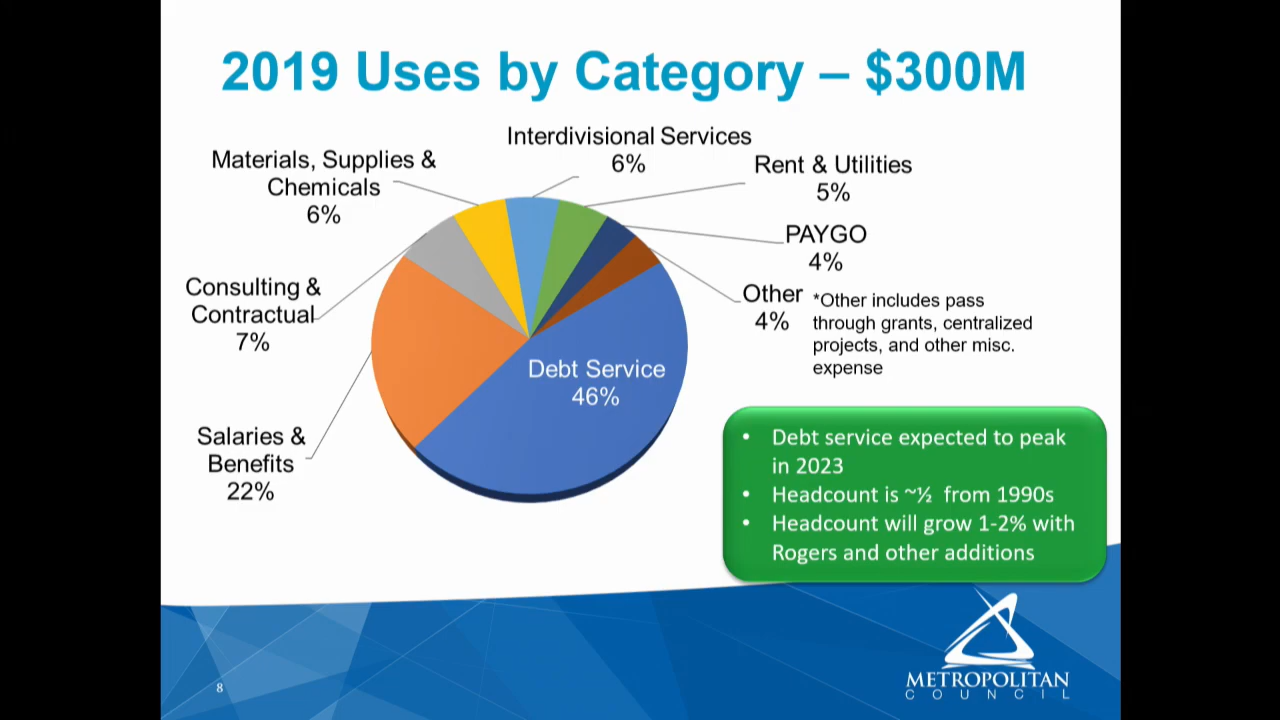 2019 Uses by Category – $300M
Interdivisional Services
6%
Materials, Supplies &
Chemicals
6%
Rent & Utilities
5%
PAYGO
4%
Consulting &
Contractual
7%
Other
4%
*Other includes pass
through grants, centralized
projects, and other misc.
expense
Debt Service
46%
Salaries &
Benefits
22%
• Debt service expected to peak
in 2023
• Headcount is ~½ from 1990s
• Headcount will grow 1-2% with
Rogers and other additions
8
METROPOLITAN
COUNCIL